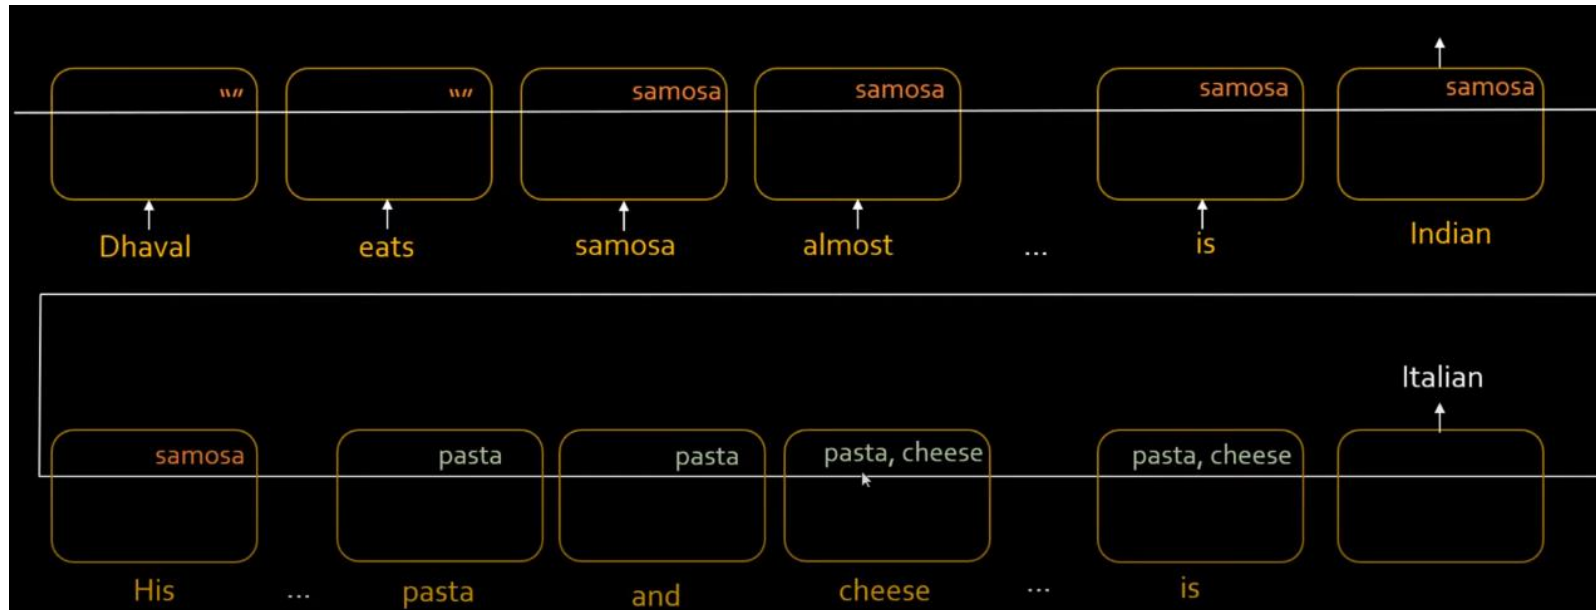 “” “” samosa samosa samosa samosa
Dhaval eats samosa almost ... is Indian
Italian
samosa pasta pasta pasta, cheese pasta, cheese
His ... pasta and cheese ... is